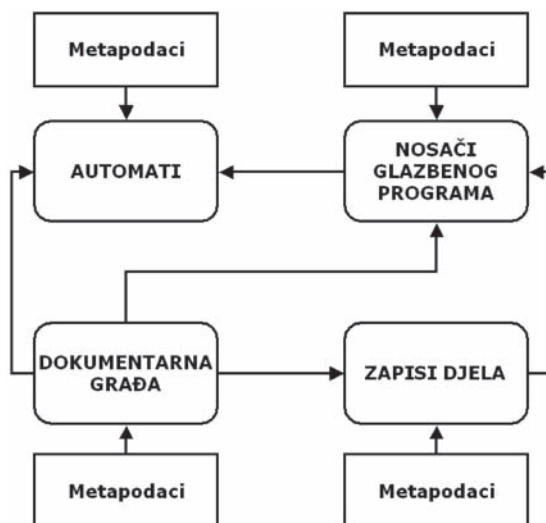 Metapodaci
Metapodaci
AUTOMATI
NOSAČI
GLAZBENOG
PROGRAMA
DOKUMENTARNA
GRAĐA
ZAPISI DJELA
Metapodaci
Metapodaci